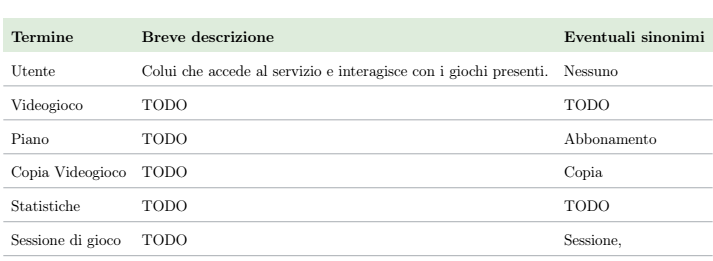 Termine Breve descrizione Eventuali sinonimi
Utente Colui che accede al servizio e interagisce con i giochi presenti. Nessuno
Videogioco TODO TODO
Piano TODO Abbonamento
Copia Videogioco TODO Copia
Statistiche TODO TODO
Sessione di gioco TODO Sessione,